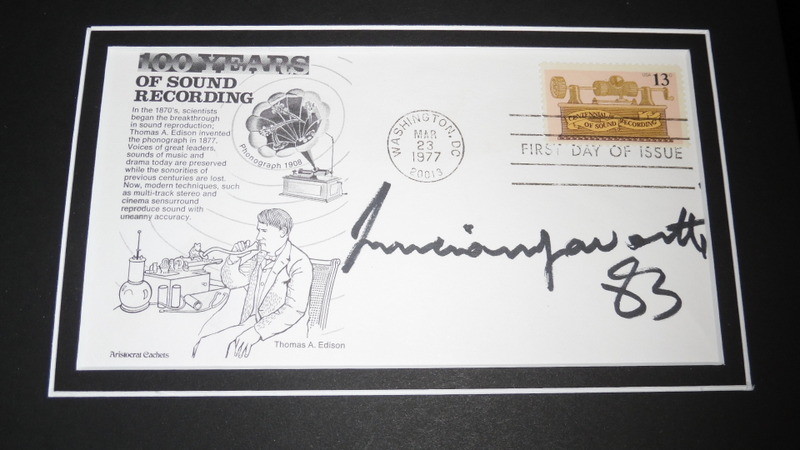 100 YEARS
OF SOUND
RECORDING
In the 1870's, scientists
began the breakthrough
in sound reproduction;
Thomas A. Edison invented
the phonograph in 1877.
Voices of great leaders,
sounds of music and
drama today are preserved
while the sonorities of
previous centuries are lost.
Now, modern techniques, such
as multi-track stereo and
cinema sensurround
reproduce sound with
uncanny accuracy.
Phonograph 1908
Thomas A. Edison
Aristocrat Cachets
WASHINGTON, DC
MAR
23
1977
20013
13c
CENTENNIAL
OF SOUND RECORDING
FIRST DAY OF ISSUE
Luciano Pavarotti
83